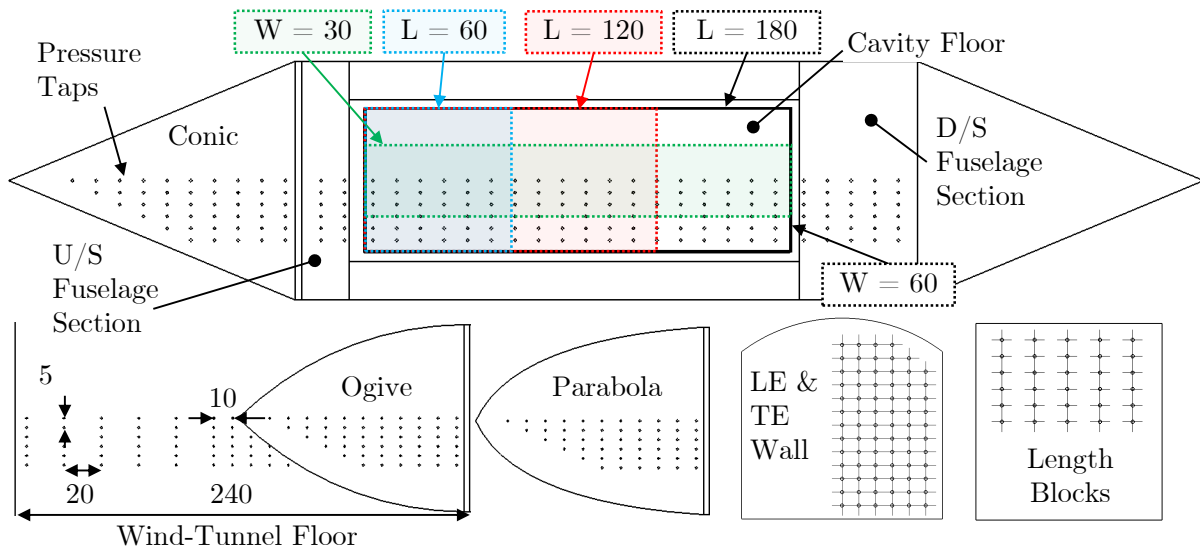 W = 30
L = 60
L = 120
L = 180
Cavity Floor
Pressure
Taps
Conic
D/S
Fuselage
Section
U/S
Fuselage
Section
W = 60
5
10
20
240
Ogive
Wind-Tunnel Floor
Parabola
LE &
TE
Wall
Length
Blocks